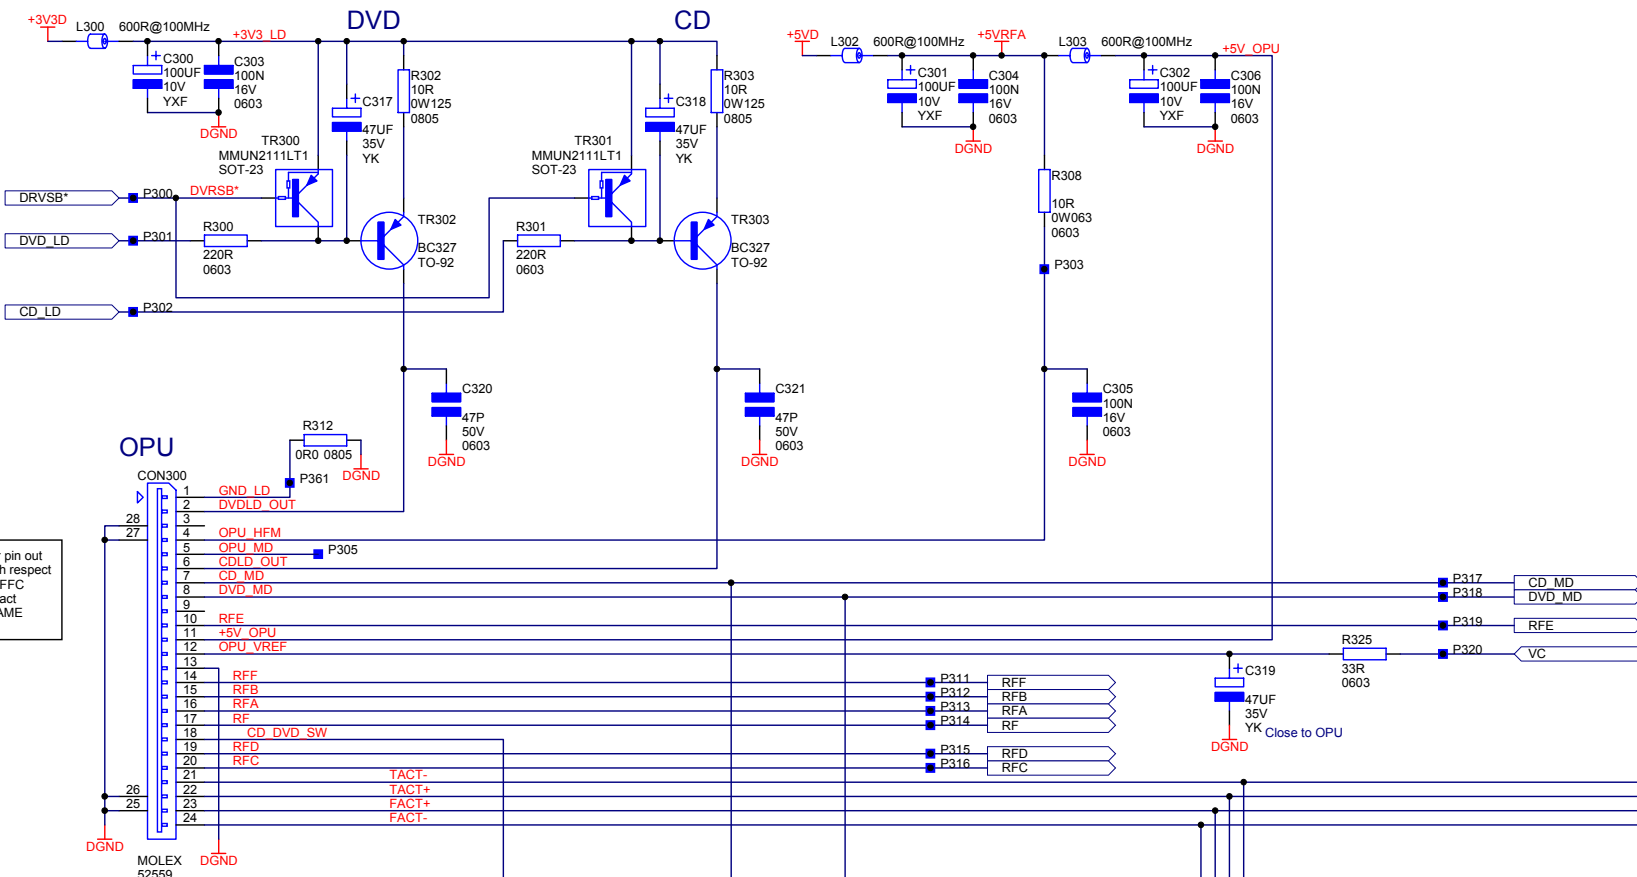 DVD
CD
+3V3D
L300
600R@100MHz
+3V3_LD
C300
100UF
10V
YXF
C303
100N
16V
0603
DGND
C317
47UF
35V
YK
R302
10R
0W125
0805
TR300
MMUN2111LT1
SOT-23
C318
47UF
35V
YK
R303
10R
0W125
0805
TR301
MMUN2111LT1
SOT-23
+5VD
L302
600R@100MHz
+5VRFA
L303
600R@100MHz
+5V_OPU
C301
100UF
10V
YXF
C304
100N
16V
0603
DGND
C302
100UF
10V
YXF
C306
100N
16V
0603
DGND
R308
10R
0W063
0603
P303
DRVSB*
P300
DVRSB*
DVD_LD
P301
R300
220R
0603
TR302
BC327
TO-92
R301
220R
0603
TR303
BC327
TO-92
CD_LD
P302
C320
47P
50V
0603
DGND
C321
47P
50V
0603
DGND
C305
100N
16V
0603
DGND
R312
0R0 0805
DGND
P361
OPU
CON300
1 GND_LD
2 DVDLD_OUT
3
4 OPU_HFM
5 OPU_MD
P305
6 CDLD_OUT
7 CD_MD
8 DVD_MD
9
10 RFE
11 +5V_OPU
12 OPU_VREF
13
14 RFF
15 RFB
16 RFA
17 RF
18 CD_DVD_SW
19 RFD
20 RFC
21 TACT-
22 TACT+
23 FACT+
24 FACT-
28
27
26
25
DGND
DGND
MOLEX
52559
pin out
h respect
FFC
act
AME
P311 RFF
P312 RFB
P313 RFA
P314 RF
P315 RFD
P316 RFC
P317 CD_MD
P318 DVD_MD
P319 RFE
P320 VC
R325
33R
0603
C319
47UF
35V
YK
Close to OPU
DGND